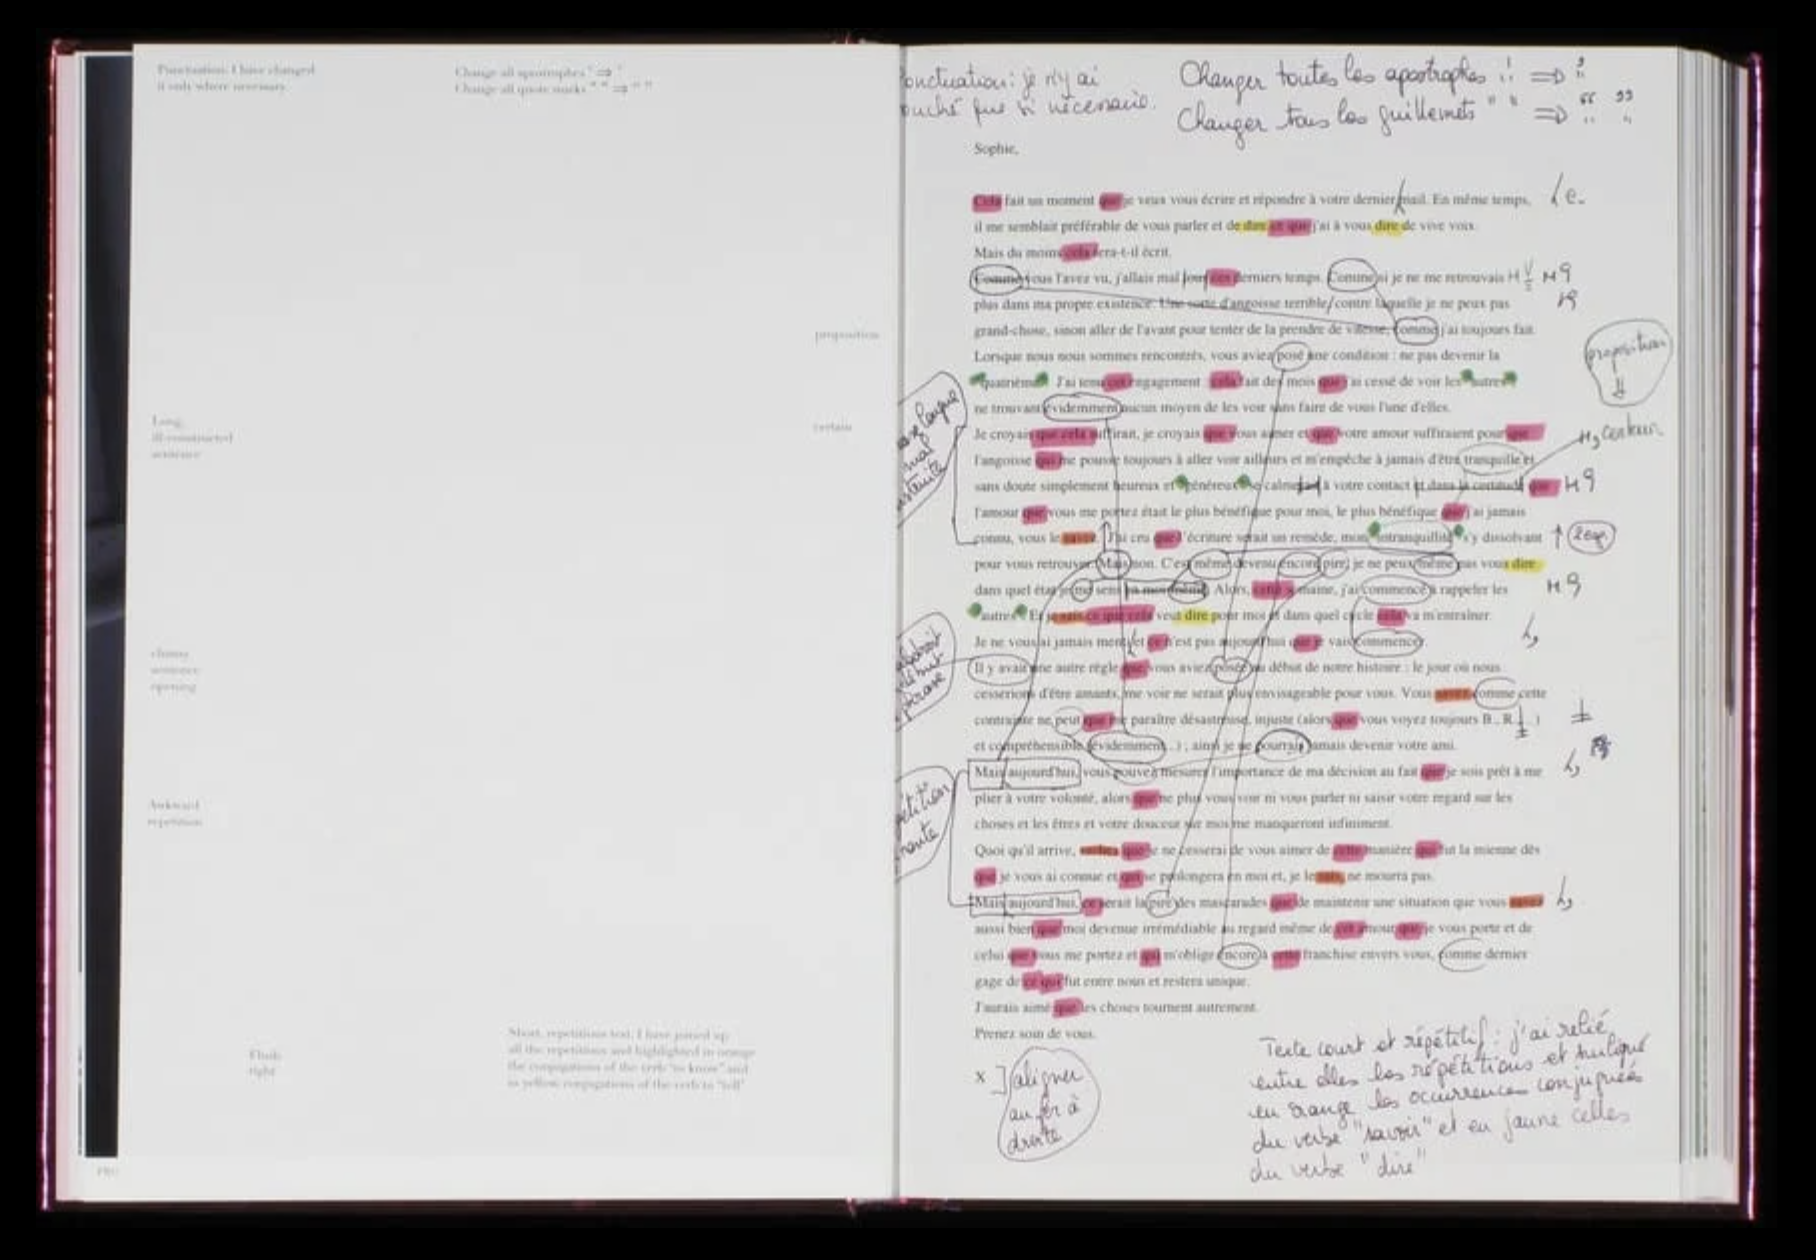 Punctuation: I have changed
it only where necessary
Change all apostrophes ' ⇒ '
Change all quote marks " " ⇒ " "
proposition
Long,
ill-constructed
sentence
certain
clumsy
sentence
opening
Awkward
repetition
Flush
right
Short, repetitious text. I have joined up
all the repetitions and highlighted in orange
the conjugations of the verb "to know" and
in yellow conjugations of the verb to "tell"
PRO
onctuation: je n'y ai
ouché que si nécessaire.
Changer toutes les apostrophes ' ⇒ '
Changer tous les guillemets " " ⇒ “ ”
Sophie,
Cela fait un moment que je veux vous écrire et répondre à votre dernier mail. En même temps,
e
il me semblait préférable de vous parler et de dire ce que j'ai à vous dire de vive voix.
Mais du moins cela sera-t-il écrit.
Comme vous l'avez vu, j'allais mal tous ces derniers temps. Comme si je ne me retrouvais
plus dans ma propre existence. Une sorte d'angoisse terrible/contre laquelle je ne peux pas
grand-chose, sinon aller de l'avant pour tenter de la prendre de vitesse, comme j'ai toujours fait.
Lorsque nous nous sommes rencontrés, vous aviez posé une condition : ne pas devenir la
proposition
"quatrième". J'ai tenu cet engagement : cela fait des mois que j'ai cessé de voir les "autres",
ne trouvant évidemment aucun moyen de les voir sans faire de vous l'une d'elles.
longue
mal
Je croyais que cela suffirait, je croyais que vous aimer et que votre amour suffiraient pour que
certain
l'angoisse qui me pousse toujours à aller voir ailleurs et m'empêche à jamais d'être tranquille et
sans doute simplement heureux et "généreux" se calmerait à votre contact et dans la certitude que
l'amour que vous me portez était le plus bénéfique pour moi, le plus bénéfique que j'ai jamais
connu, vous le savez. J'ai cru que l'écriture serait un remède, mon "intranquillité" s'y dissolvant
pour vous retrouver. Mais non. C'est même devenu encore pire, je ne peux même pas vous dire
dans quel état je me sens en moi-même. Alors, cette semaine, j'ai commencé à rappeler les
"autres". Et je sais ce que cela veut dire pour moi et dans quel cycle cela va m'entraîner.
Je ne vous ai jamais menti et ce n'est pas aujourd'hui que je vais commencer.
Il y avait une autre règle que vous aviez posée au début de notre histoire : le jour où nous
cesserions d'être amants, me voir ne serait plus envisageable pour vous. Vous savez comme cette
contrainte ne peut que me paraître désastreuse, injuste (alors que vous voyez toujours B., R.…)
et compréhensible (évidemment…) ; ainsi je ne pourrais jamais devenir votre ami.
Mais aujourd'hui, vous pouvez mesurer l'importance de ma décision au fait que je sois prêt à me
plier à votre volonté, alors que ne plus vous voir ni vous parler ni saisir votre regard sur les
choses et les êtres et votre douceur sur moi me manqueront infiniment.
Quoi qu'il arrive, sachez que je ne cesserai de vous aimer de cette manière qui fut la mienne dès
que je vous ai connue et qui se prolongera en moi et, je le sais, ne mourra pas.
Mais aujourd'hui, ce serait la pire des mascarades que de maintenir une situation que vous savez
aussi bien que moi devenue irrémédiable au regard même de cet amour que je vous porte et de
celui que vous me portez et qui m'oblige encore à cette franchise envers vous, comme dernier
gage de ce que fut entre nous et restera unique.
J'aurais aimé que les choses tournent autrement.
Prenez soin de vous.
X ] aligner
au fer à
droite
Texte court et répétitif : j'ai relié
entre elles les répétitions et surligné
en orange les occurrences conjuguées
du verbe "savoir" et en jaune celles
du verbe "dire"